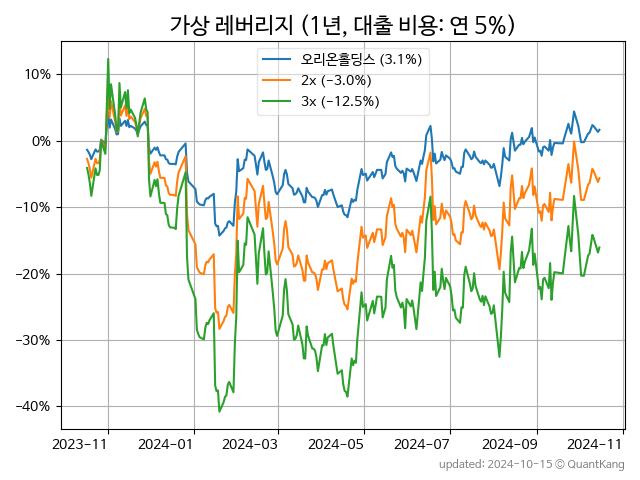 가상 레버리지 (1년, 대출 비용: 연 5%)
오리온홀딩스 (3.1%)
2x (−3.0%)
3x (−12.5%)
10%
0%
−10%
−20%
−30%
−40%
2023-11 2024-01 2024-03 2024-05 2024-07 2024-09 2024-11
updated: 2024-10-15 © QuantKang